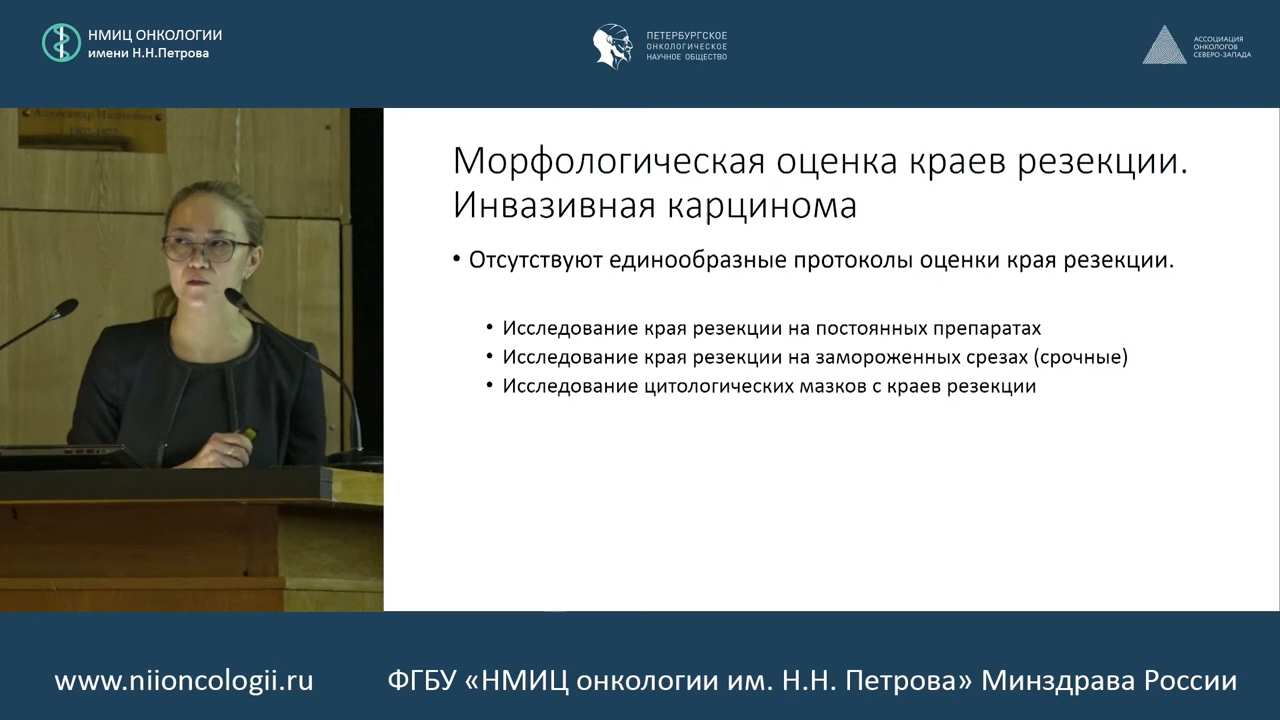 НМИЦ ОНКОЛОГИИ
имени Н.Н.Петрова
ПЕТЕРБУРГСКОЕ
ОНКОЛОГИЧЕСКОЕ
НАУЧНОЕ ОБЩЕСТВО
АССОЦИАЦИЯ
ОНКОЛОГОВ
СЕВЕРО-ЗАПАДА
Морфологическая оценка краев резекции.
Инвазивная карцинома
• Отсутствуют единообразные протоколы оценки края резекции.
• Исследование края резекции на постоянных препаратах
• Исследование края резекции на замороженных срезах (срочные)
• Исследование цитологических мазков с краев резекции
www.niioncologii.ru
ФГБУ «НМИЦ онкологии им. Н.Н. Петрова» Минздрава России